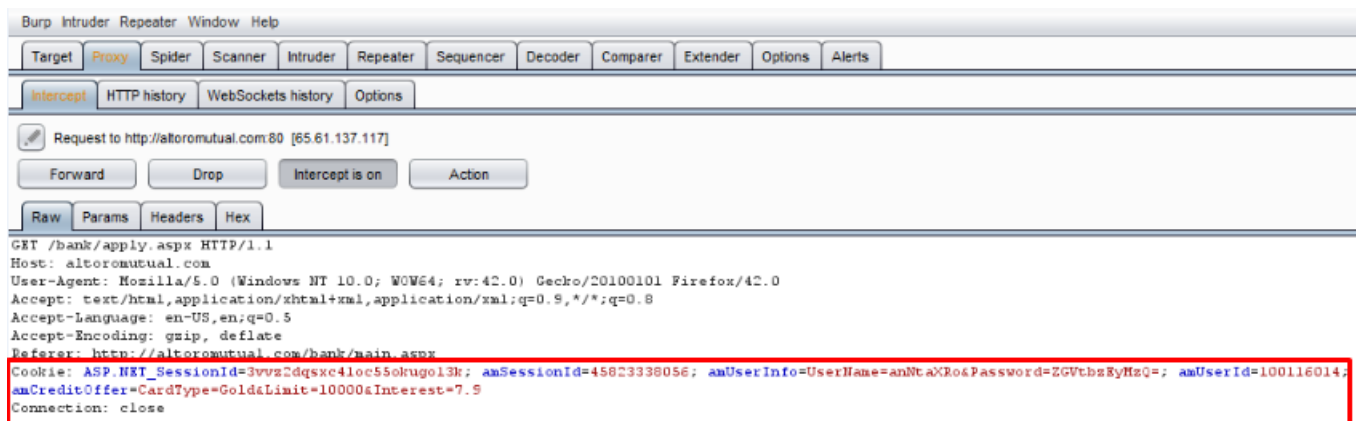 Burp Intruder Repeater Window Help
Target Proxy Spider Scanner Intruder Repeater Sequencer Decoder Comparer Extender Options Alerts
Intercept HTTP history WebSockets history Options
Request to http://altoromutual.com:80 [65.61.137.117]
Forward Drop Intercept is on Action
Raw Params Headers Hex
GET /bank/apply.aspx HTTP/1.1
Host: altoromutual.com
User-Agent: Mozilla/5.0 (Windows NT 10.0; WOW64; rv:42.0) Gecko/20100101 Firefox/42.0
Accept: text/html,application/xhtml+xml,application/xml;q=0.9,*/*;q=0.8
Accept-Language: en-US,en;q=0.5
Accept-Encoding: gzip, deflate
Referer: http://altoromutual.com/bank/main.aspx
Cookie: ASP.NET_SessionId=3vvz2dqsxc4loc55okugol3k; amSessionId=45823338056; amUserInfo=UserName=anNtaXRo&Password=ZGVtbzEyMzQ=; amUserId=100116014;
amCreditOffer=CardType=Gold&Limit=10000&Interest=7.9
Connection: close